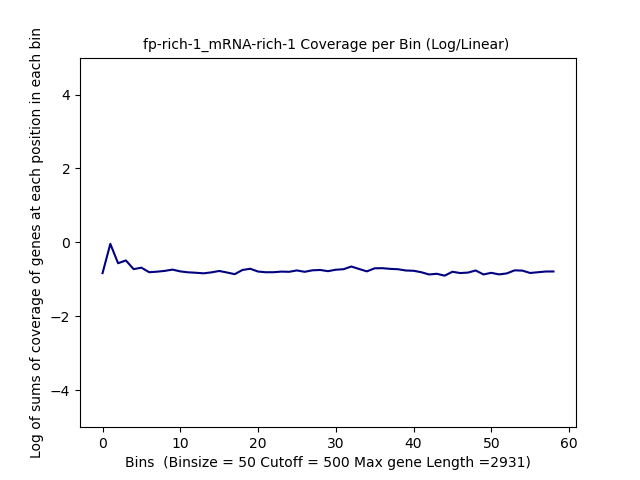 fp-rich-1_mRNA-rich-1 Coverage per Bin (Log/Linear)
Log of sums of coverage of genes at each position in each bin
4
2
0
−2
−4
0 10 20 30 40 50 60
Bins  (Binsize = 50 Cutoff = 500 Max gene Length =2931)